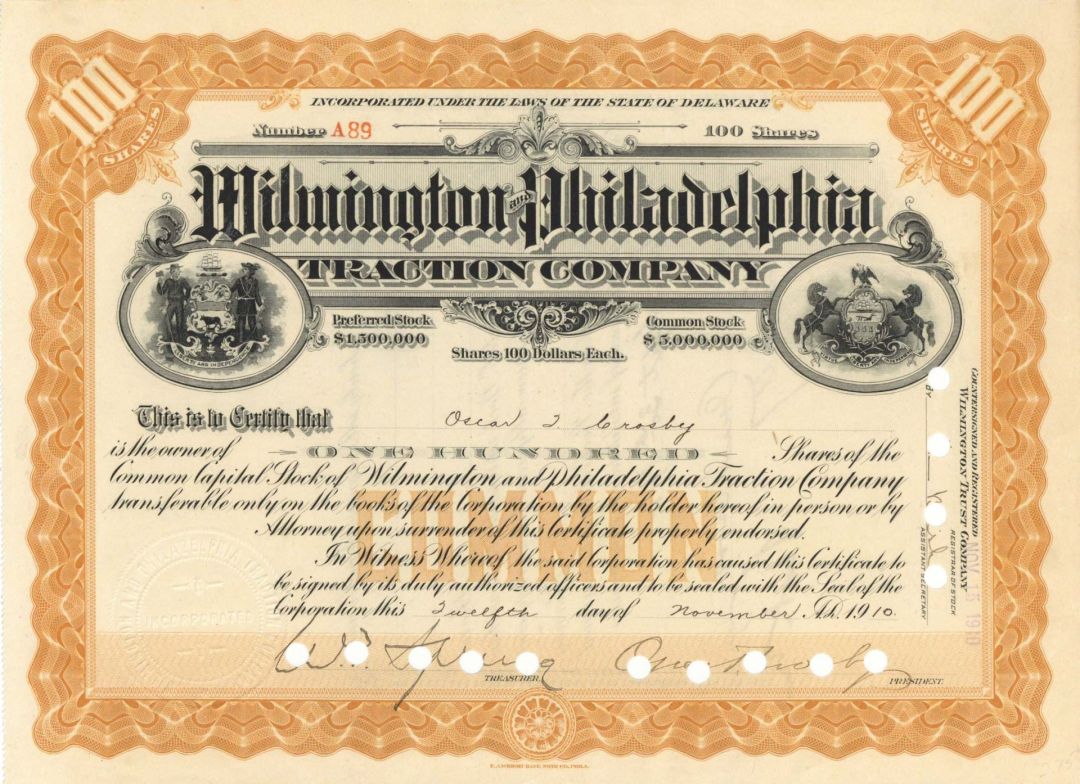 100 SHARES
100 SHARES
INCORPORATED UNDER THE LAWS OF THE STATE OF DELAWARE
Number A89 100 Shares
Wilmington and Philadelphia
TRACTION COMPANY
Preferred Stock
$1,500,000
Common Stock
$5,000,000
Shares 100 Dollars Each.
This is to Certify that Oscar T Crosby
is the owner of ONE HUNDRED Shares of the
Common Capital Stock of Wilmington and Philadelphia Traction Company
transferable only on the books of the Corporation by the holder hereof in person or by
Attorney upon surrender of this Certificate properly endorsed.
COMMON
In Witness Whereof, the said Corporation has caused this Certificate to
be signed by its duly authorized officers and to be sealed with the Seal of the
Corporation this Twelfth day of November A.D. 1910.
INCORPORATED
TREASURER.
PRESIDENT.
COUNTERSIGNED AND REGISTERED
WILMINGTON TRUST COMPANY
REGISTRAR OF STOCK
NOV 1910
BY
ASSISTANT SECRETARY